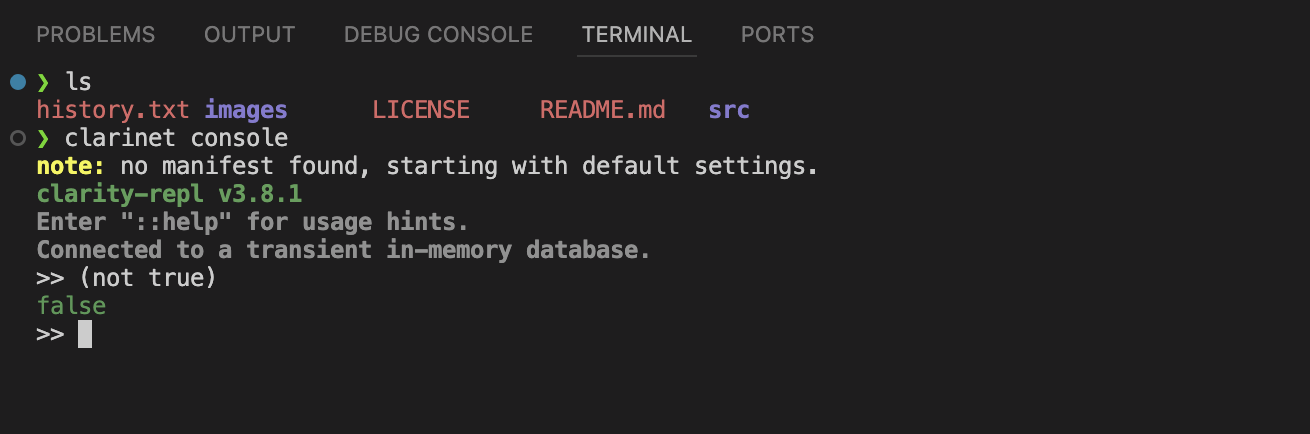 PROBLEMS OUTPUT DEBUG CONSOLE TERMINAL PORTS
❯ ls
history.txt images LICENSE README.md src
❯ clarinet console
note: no manifest found, starting with default settings.
clarity-repl v3.8.1
Enter "::help" for usage hints.
Connected to a transient in-memory database.
>> (not true)
false
>>